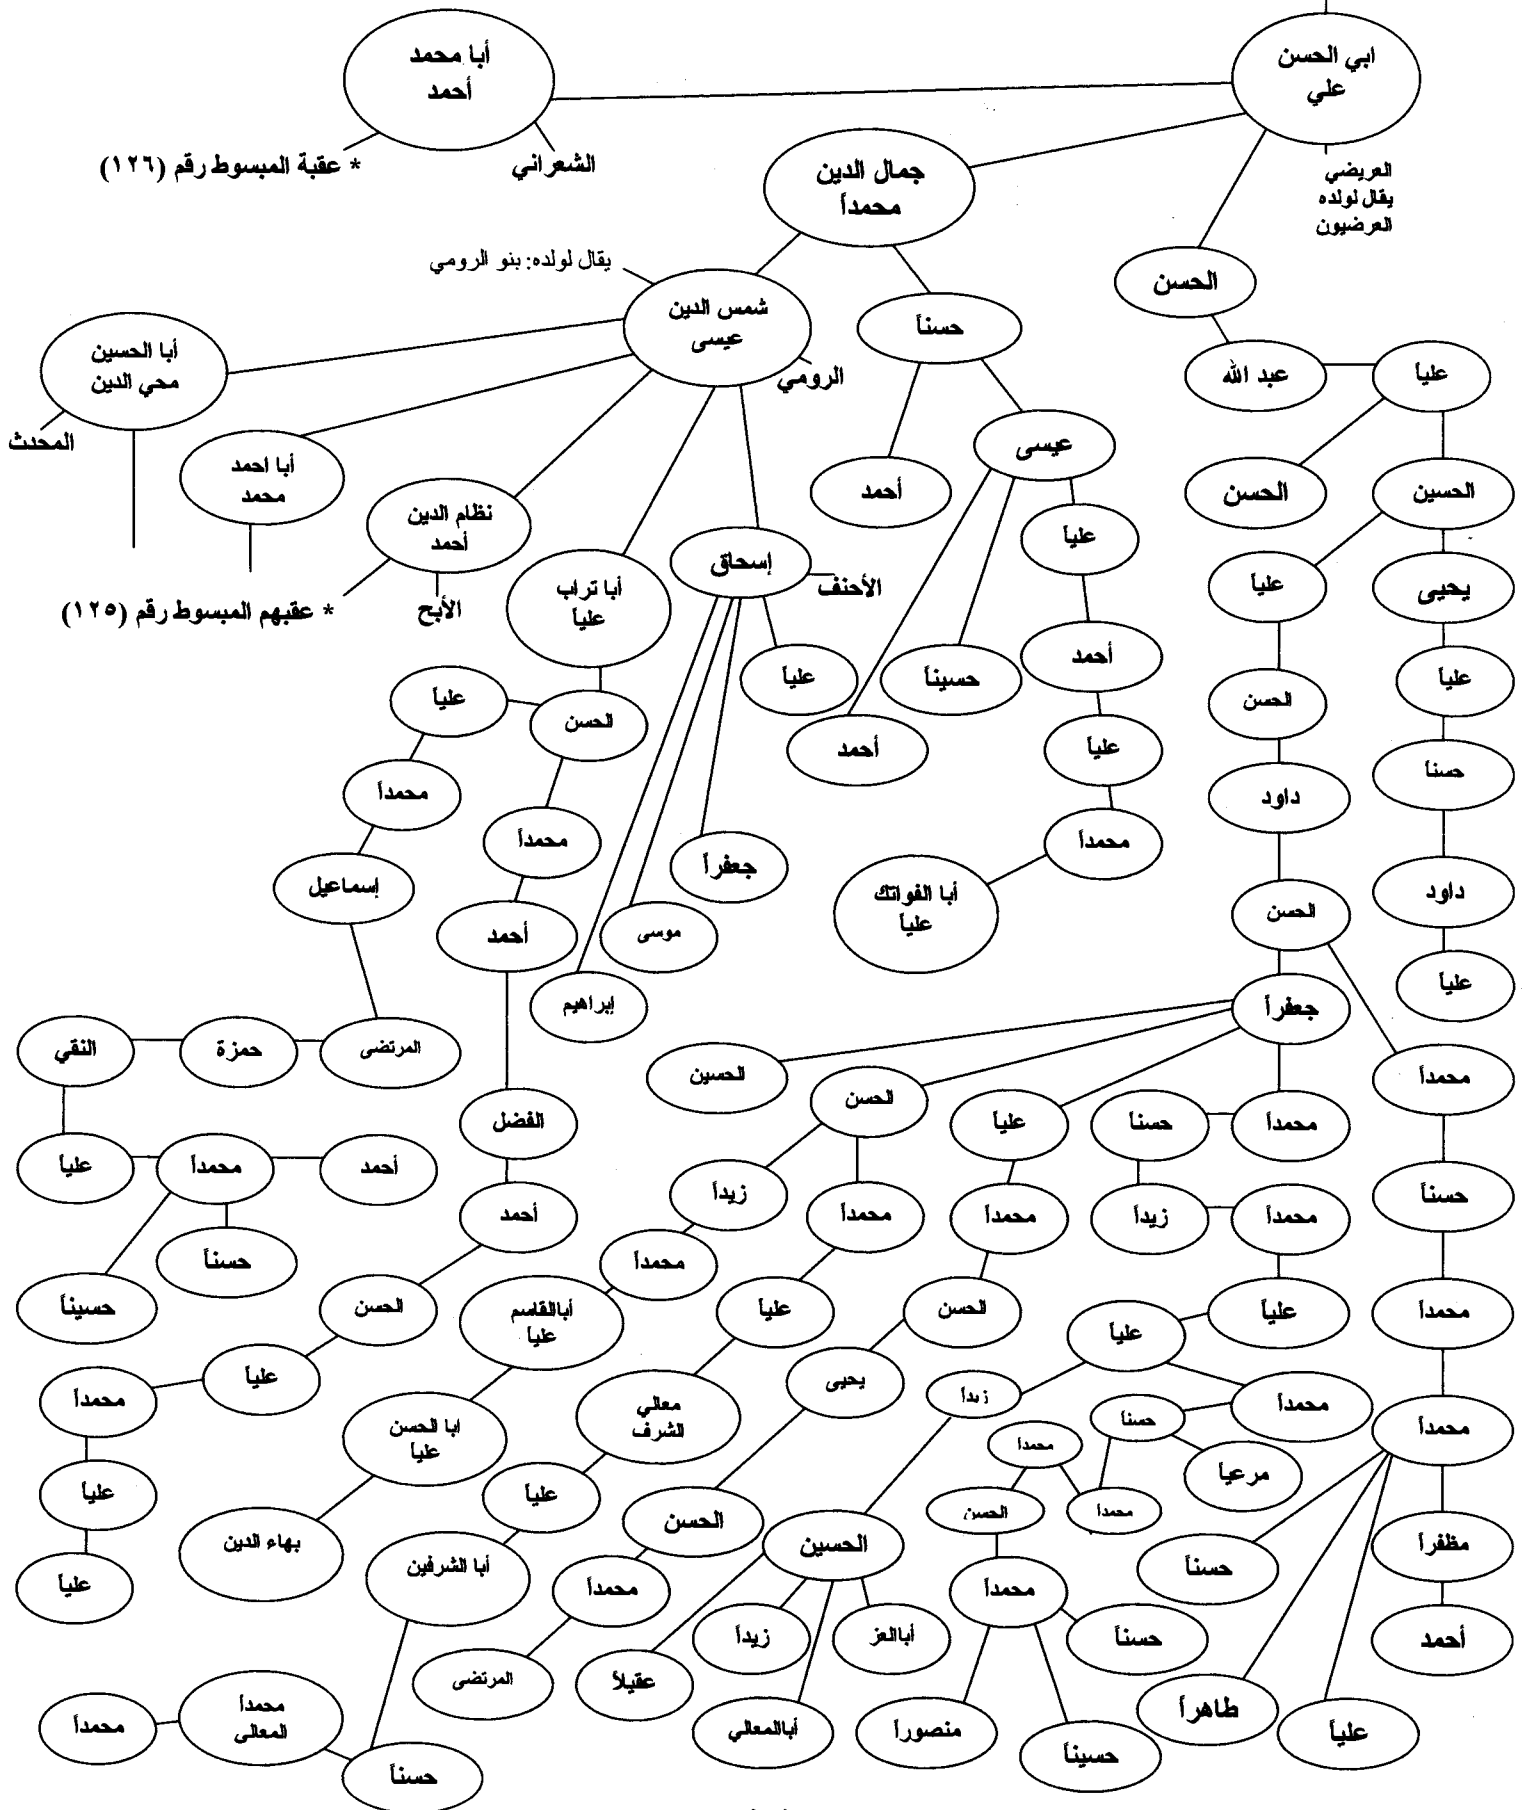 ابي الحسن
علي
أبا محمد
أحمد
* عقبة المبسوط رقم (١٢٦)
الشعراني
جمال الدين
محمداً
العريضي
يقال لولده
العرضيون
يقال لولده: بنو الرومي
الحسن
شمس الدين
عيسى
حسناً
أبا الحسين
محي الدين
عبد الله
علياً
الرومي
المحدث
عيسى
أبا احمد
محمد
أحمد
الحسن
الحسين
نظام الدين
أحمد
علياً
إسحاق
الأحنف
علياً
يحيى
أبا تراب
علياً
* عقبهم المبسوط رقم (١٢٥)
الأبح
أحمد
علياً
حسيناً
علياً
علياً
الحسن
الحسن
أحمد
علياً
حسناً
محمداً
داود
محمداً
محمداً
جعفراً
إسماعيل
أبا الفواتك
علياً
داود
الحسن
أحمد
موسى
علياً
إبراهيم
جعفراً
النقي
حمزة
المرتضى
الحسين
محمداً
الحسن
علياً
حسنا
محمداً
الفضل
علياً
محمداً
أحمد
زيداً
حسناً
أحمد
محمداً
محمداً
زيداً
محمداً
حسناً
محمداً
حسيناً
الحسن
أباالقاسم
علياً
علياً
الحسن
علياً
علياً
محمداً
علياً
يحيى
زيداً
محمداً
محمداً
معالي
الشرف
حسناً
محمداً
ابا الحسن
علياً
محمداً
مرعيا
علياً
علياً
الحسن
الحسن
محمداً
بهاء الدين
الحسين
مظفراً
أبا الشرفين
حسناً
علياً
محمداً
محمداً
زيداً
أباالعز
حسناً
أحمد
المرتضى
عقيلاً
طاهراً
محمداً
محمداً
المعالى
أباالمعالي
منصوراً
حسيناً
علياً
حسناً